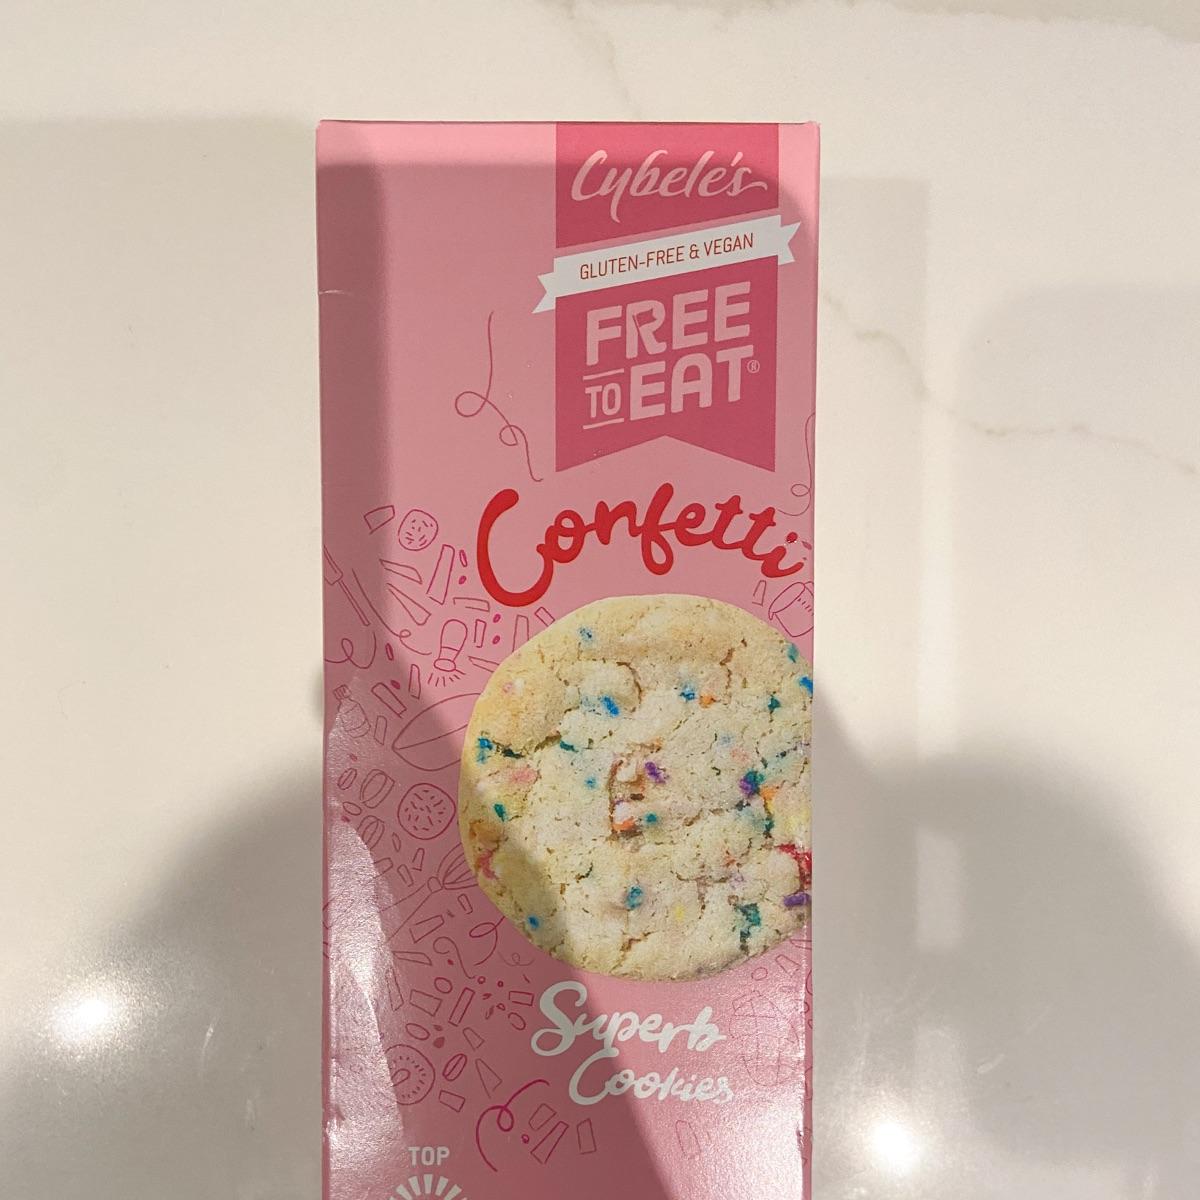 Cybele's
GLUTEN-FREE & VEGAN
FREE
TO EAT®
Confetti
Superb
Cookies
TOP